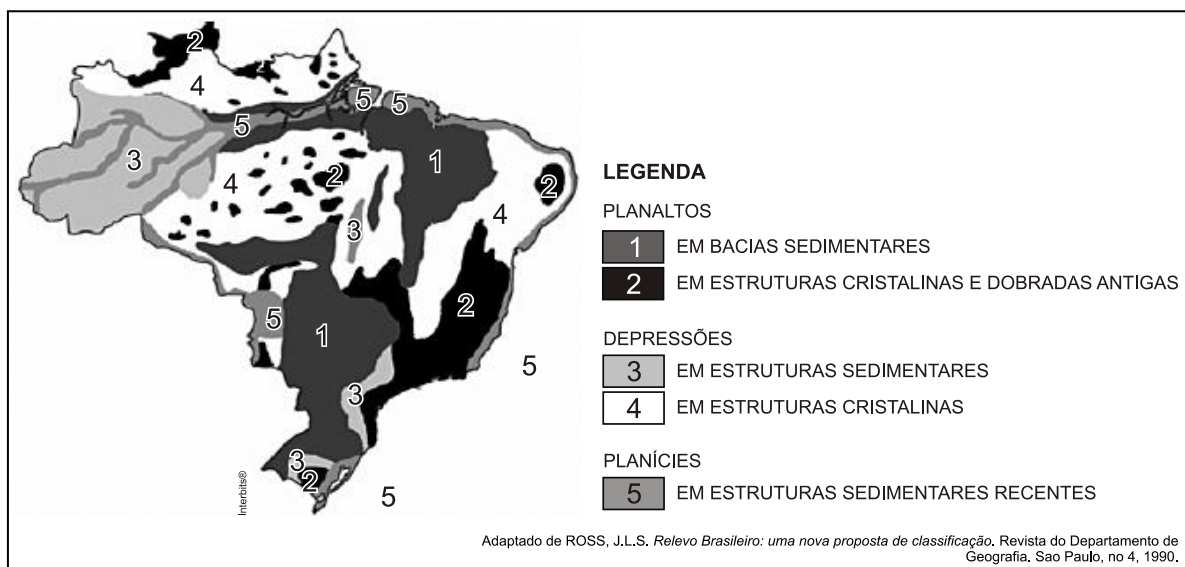 2
4
5
5
5
3
1
4
2
2
4
3
5
1
2
5
3
3
2
5
Interbits®
LEGENDA
PLANALTOS
1 EM BACIAS SEDIMENTARES
2 EM ESTRUTURAS CRISTALINAS E DOBRADAS ANTIGAS
DEPRESSÕES
3 EM ESTRUTURAS SEDIMENTARES
4 EM ESTRUTURAS CRISTALINAS
PLANÍCIES
5 EM ESTRUTURAS SEDIMENTARES RECENTES
Adaptado de ROSS, J.L.S. Relevo Brasileiro: uma nova proposta de classificação. Revista do Departamento de
Geografia. Sao Paulo, no 4, 1990.